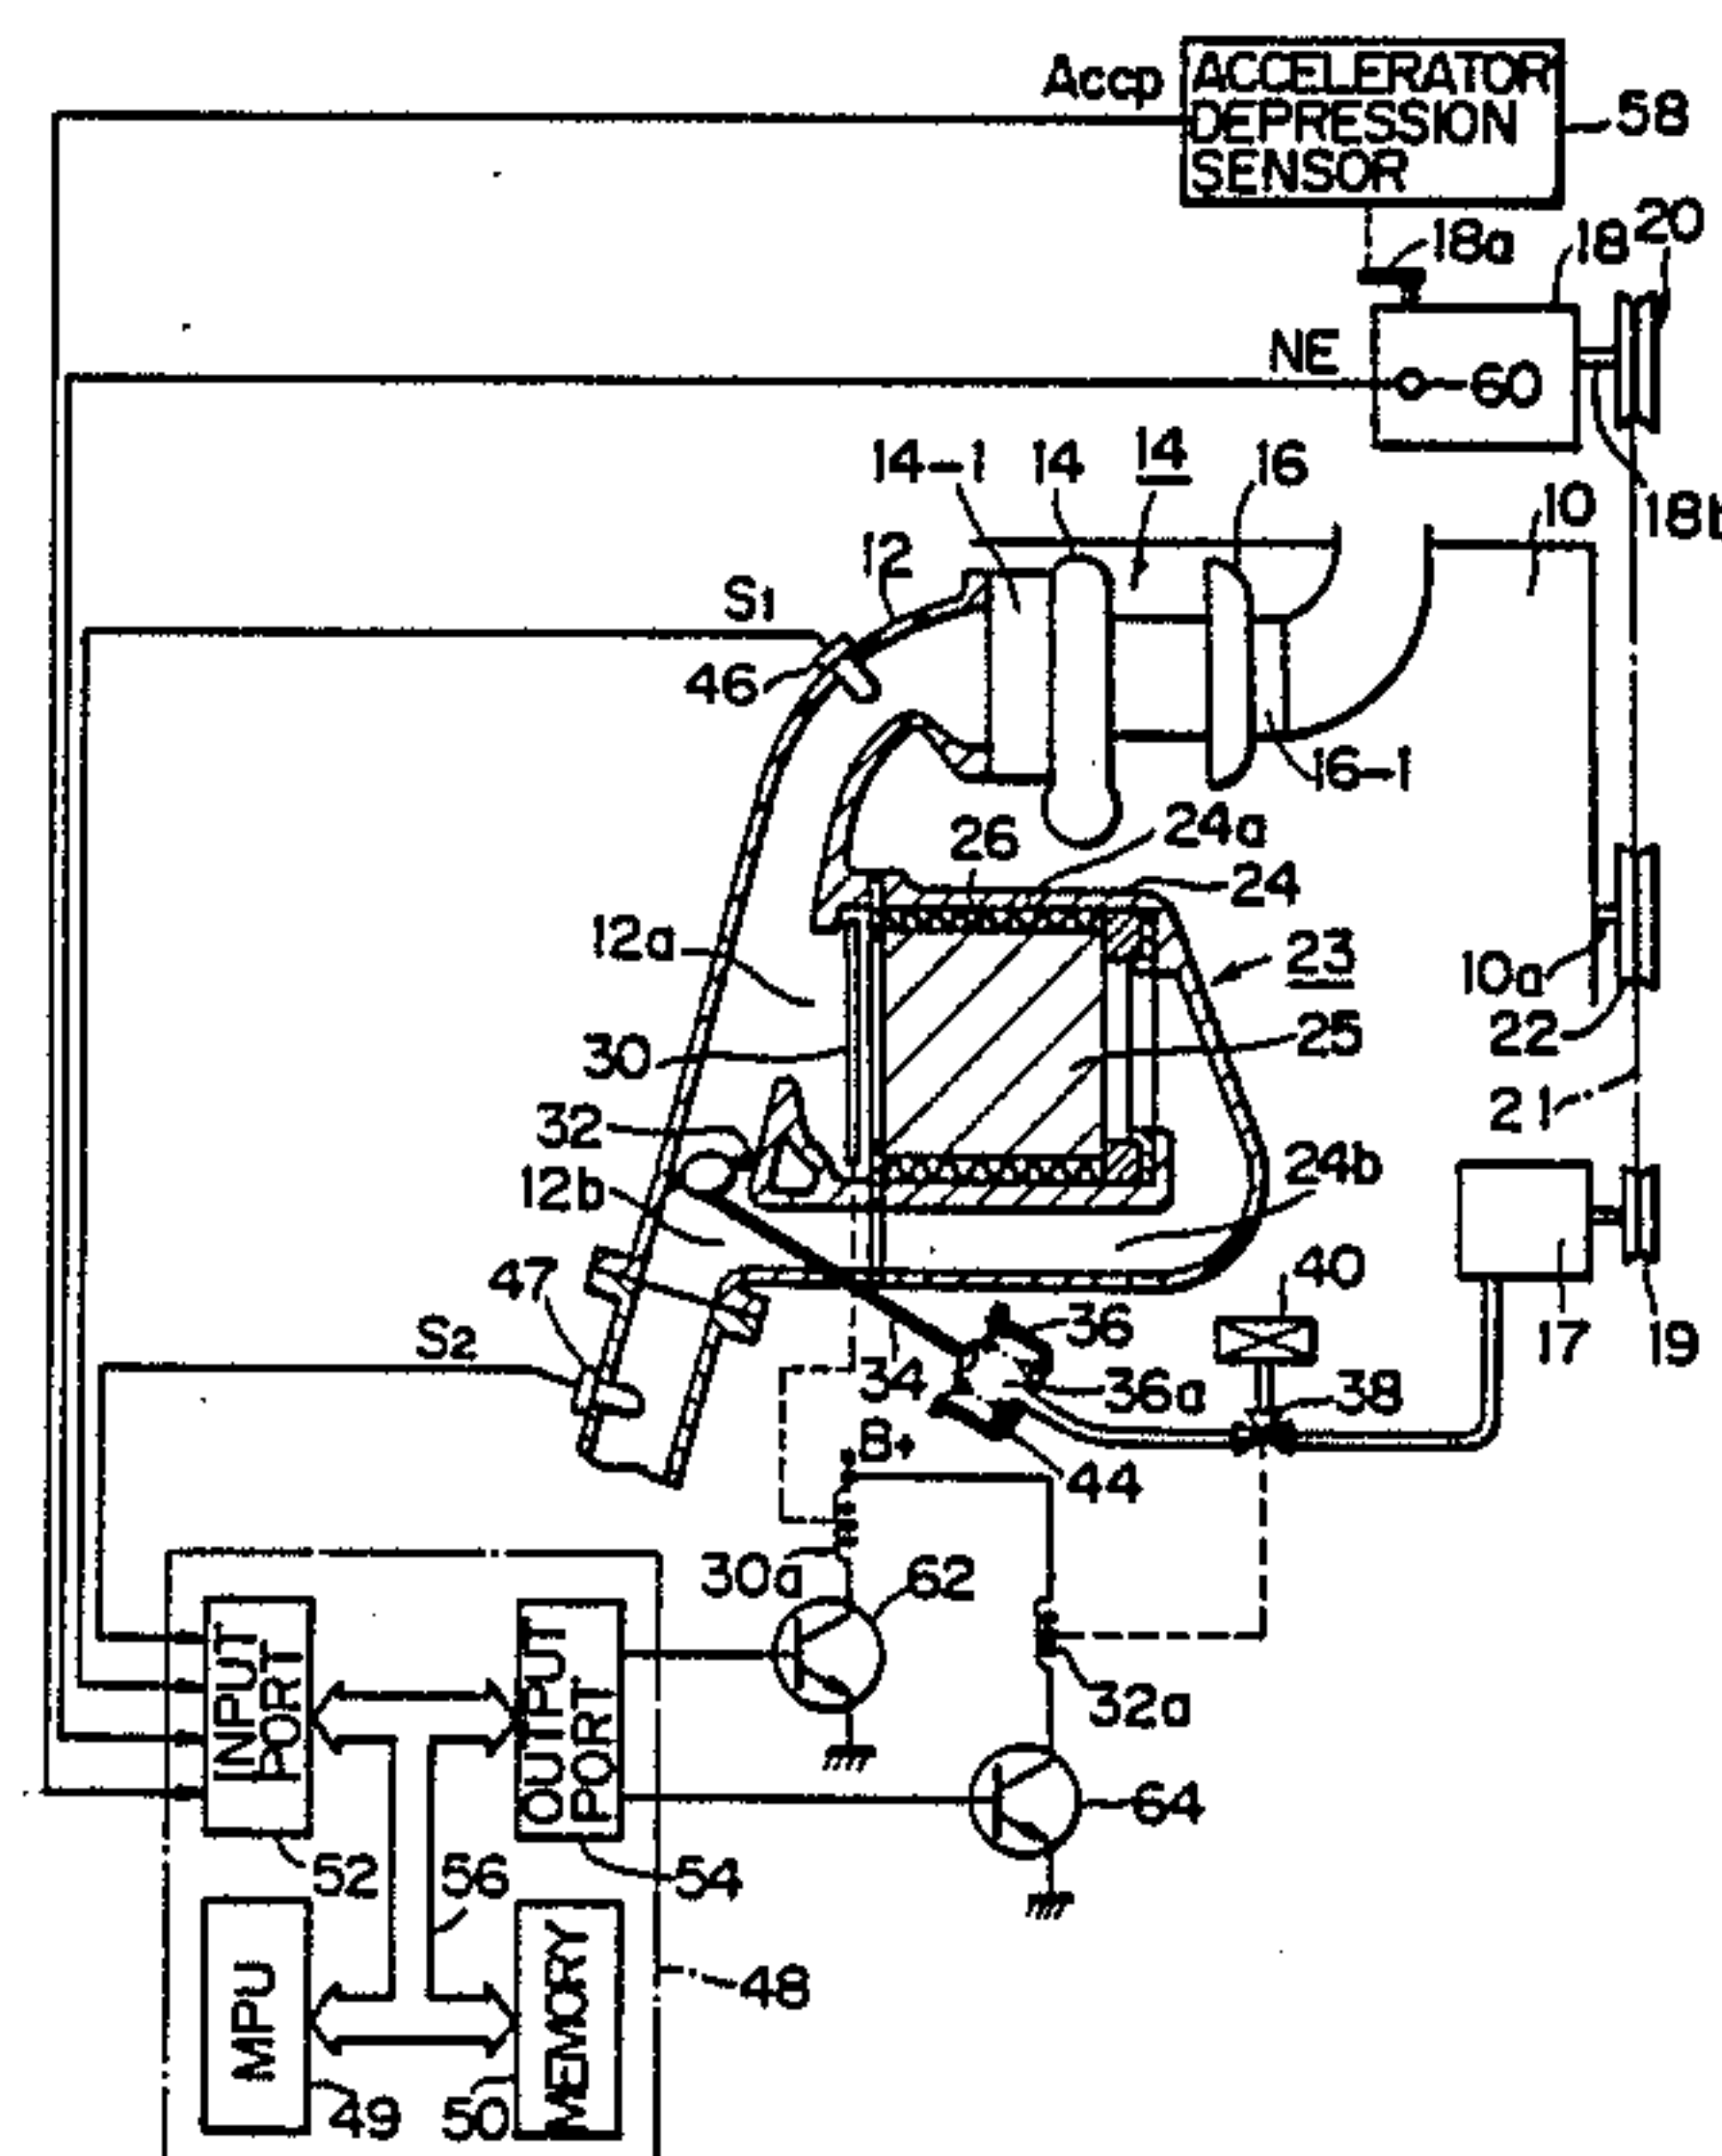 Accp
ACCELERATOR
DEPRESSION
SENSOR
58
18a
18
20
NE
60
14-1
14
14
16
10
18b
12
S1
46
16-1
26
24a
24
12a
23
10a
30
25
22
21
32
12b
24b
47
40
S2
36
17
19
34
36a
38
B+
44
30a
62
INPUT
PORT
OUTPUT
PORT
32a
64
52
56
54
MPU
MEMORY
48
49
50